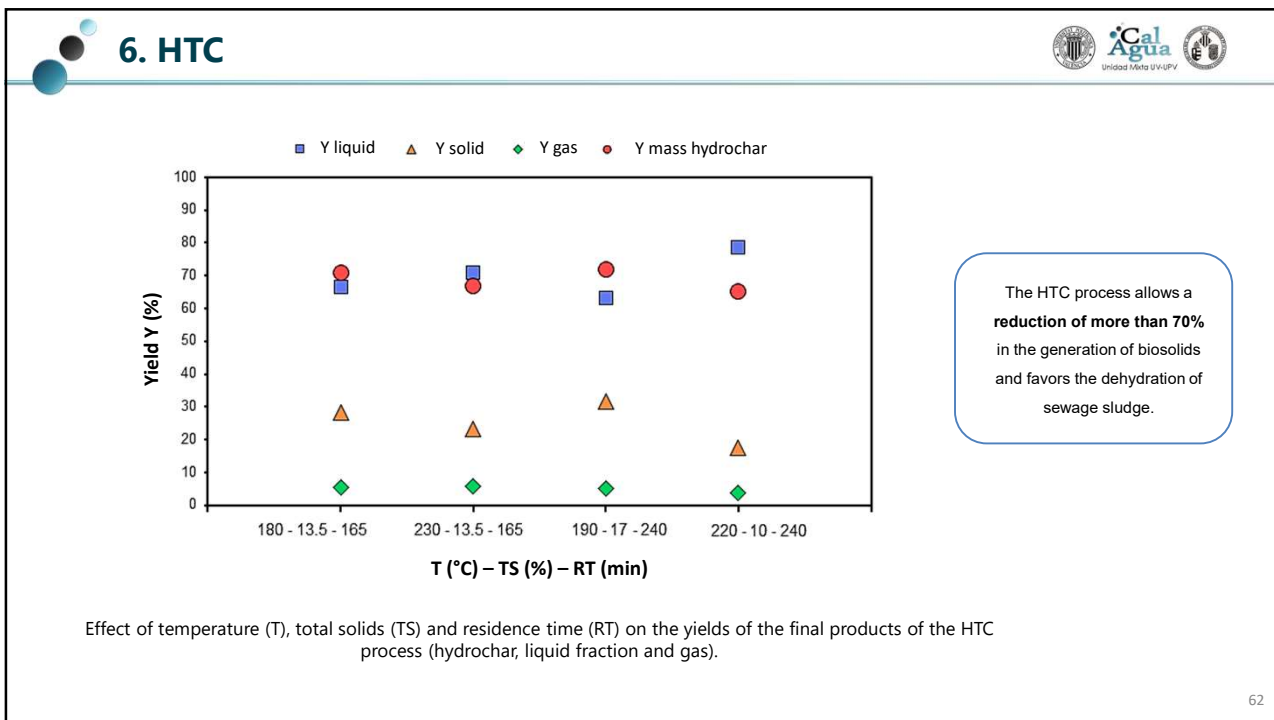 6. HTC
Cal
Agua
Unidad Mixta UV-UPV
Y liquid Y solid Y gas Y mass hydrochar
100
90
80
70
60
50
40
30
20
10
0
Yield Y (%)
180 - 13.5 - 165 230 - 13.5 - 165 190 - 17 - 240 220 - 10 - 240
T (°C) – TS (%) – RT (min)
The HTC process allows a
reduction of more than 70%
in the generation of biosolids
and favors the dehydration of
sewage sludge.
Effect of temperature (T), total solids (TS) and residence time (RT) on the yields of the final products of the HTC
process (hydrochar, liquid fraction and gas).
62